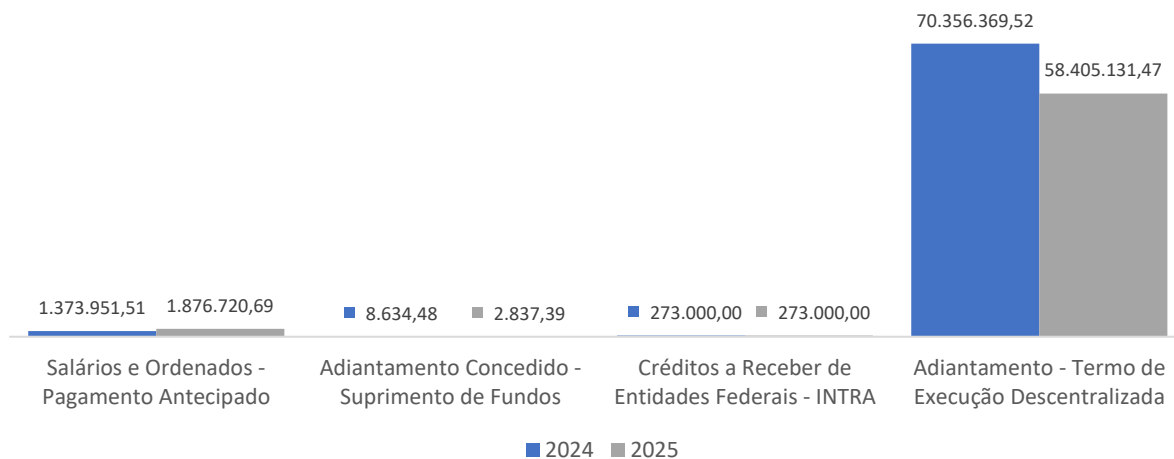 70.356.369,52
58.405.131,47
1.373.951,51 1.876.720,69 8.634,48 2.837,39 273.000,00 273.000,00
Salários e Ordenados - Adiantamento Concedido - Créditos a Receber de Adiantamento - Termo de
Pagamento Antecipado Suprimento de Fundos Entidades Federais - INTRA Execução Descentralizada
2024 2025